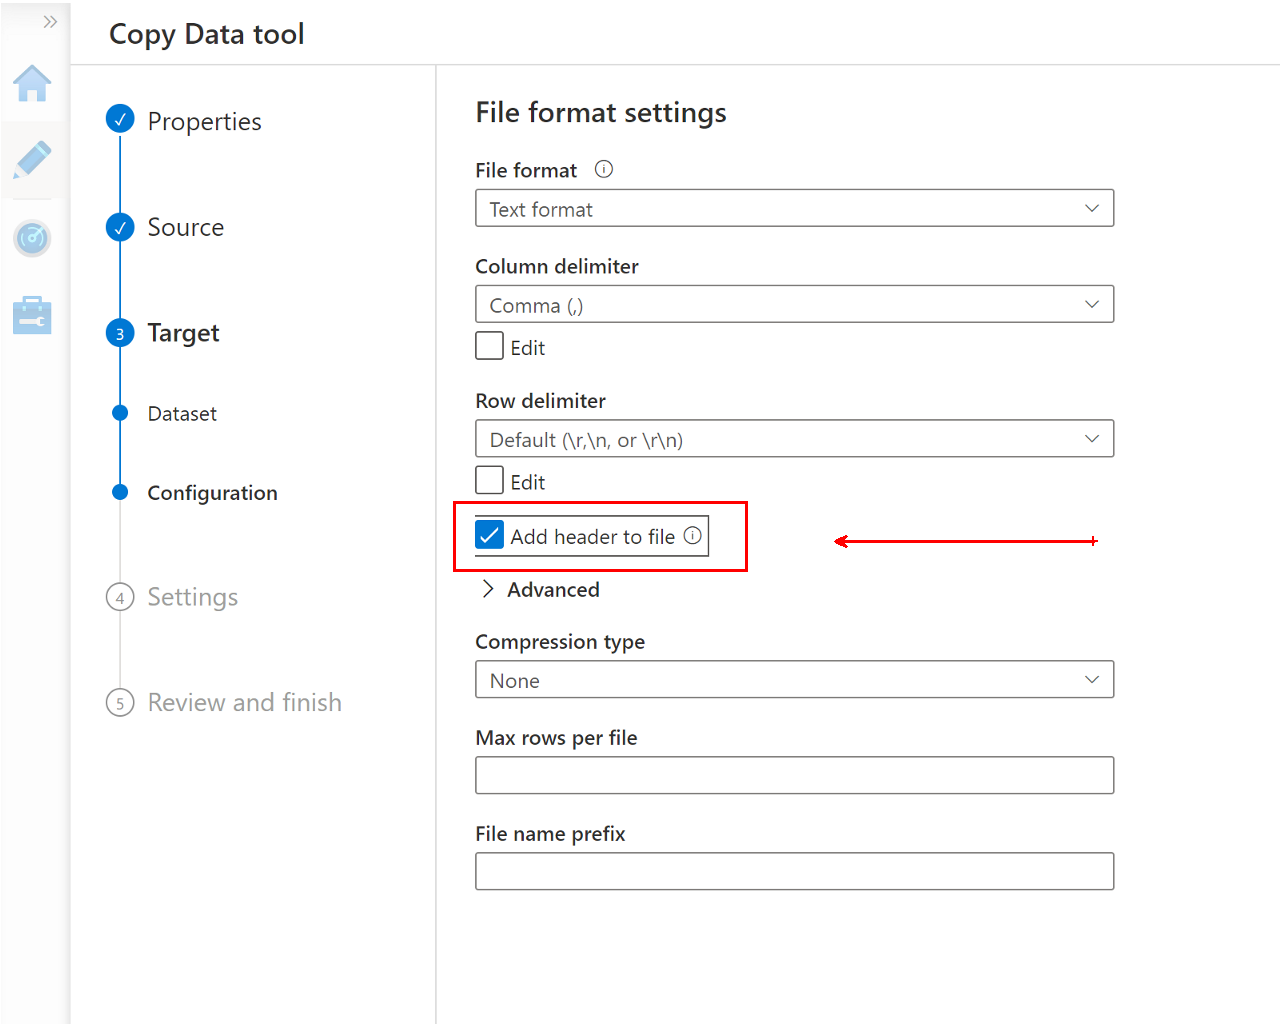 Copy Data tool
Properties
Source
3 Target
Dataset
Configuration
4 Settings
5 Review and finish
File format settings
File format
Text format
Column delimiter
Comma (,)
Edit
Row delimiter
Default (\r,\n, or \r\n)
Edit
Add header to file
Advanced
Compression type
None
Max rows per file
File name prefix